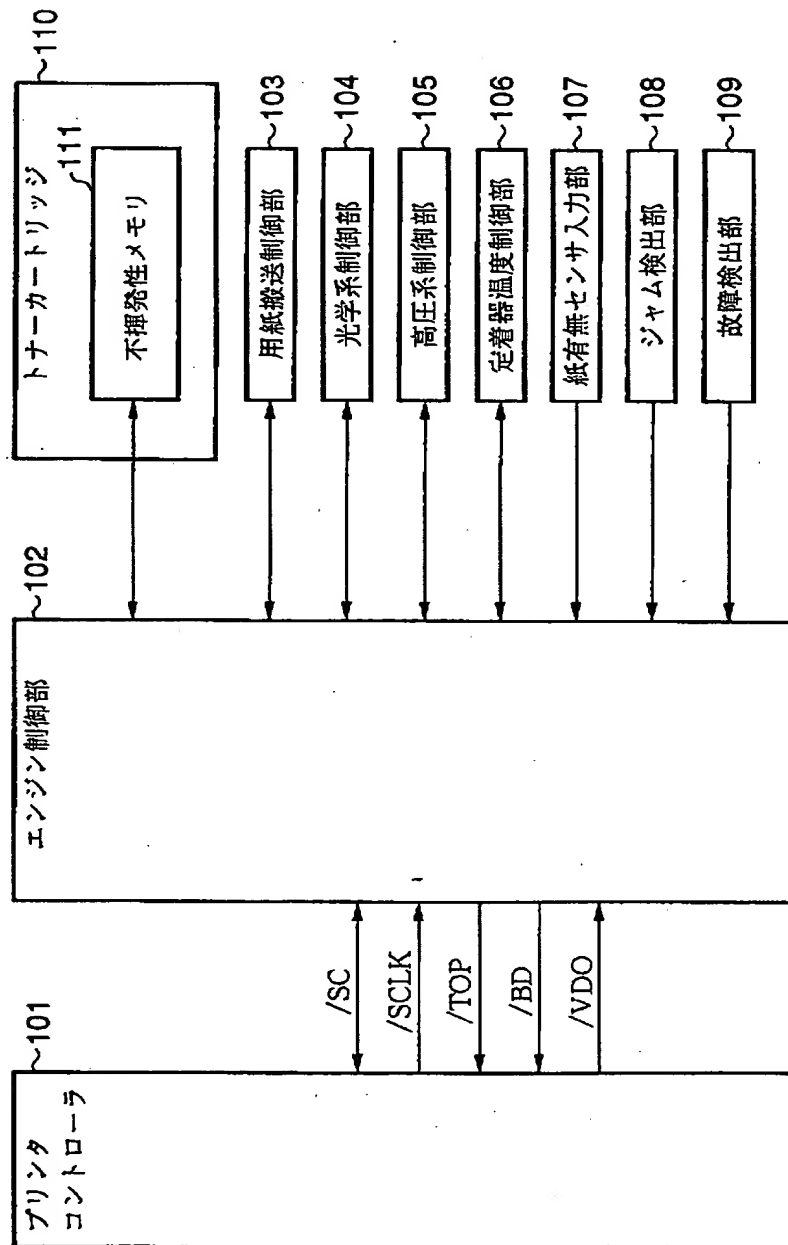 プリンタ
コントローラ
101
/SC
/SCLK
/TOP
/BD
/VDO
エンジン制御部
102
トナーカートリッジ
110
不揮発性メモリ
111
用紙搬送制御部
103
光学系制御部
104
高圧系制御部
105
定着器温度制御部
106
紙有無センサ入力部
107
ジャム検出部
108
故障検出部
109